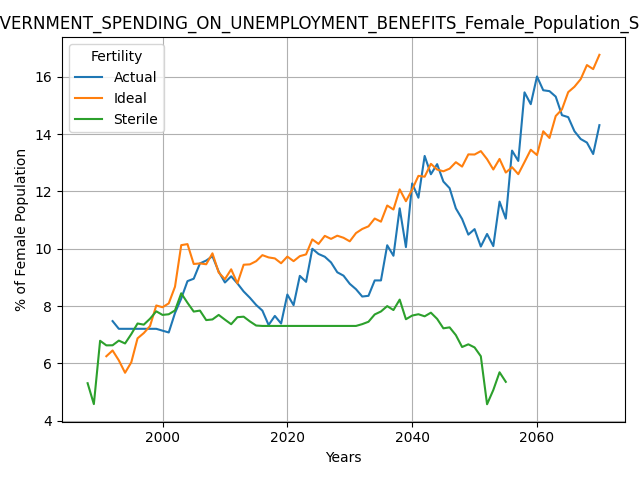 VERNMENT_SPENDING_ON_UNEMPLOYMENT_BENEFITS_Female_Population_S
Fertility
Actual
Ideal
Sterile
% of Female Population
16
14
12
10
8
6
4
2000 2020 2040 2060
Years